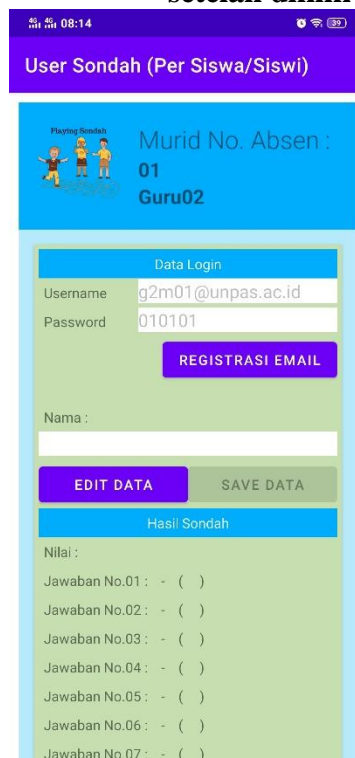 08:14
39
User Sondah (Per Siswa/Siswi)
Playing Sondah
Murid No. Absen :
01
Guru02
Data Login
Username g2m01@unpas.ac.id
Password 010101
REGISTRASI EMAIL
Nama :
EDIT DATA SAVE DATA
Hasil Sondah
Nilai :
Jawaban No.01 : - ( )
Jawaban No.02 : - ( )
Jawaban No.03 : - ( )
Jawaban No.04 : - ( )
Jawaban No.05 : - ( )
Jawaban No.06 : - ( )
Jawaban No.07 : - ( )